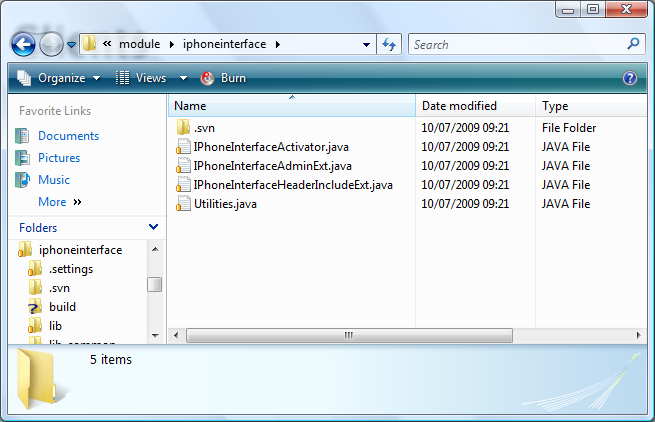 « module ▸ iphoneinterface ▸
Search
Organize Views Burn
Favorite Links
Documents
Pictures
Music
More »
Folders
iphoneinterface
.settings
.svn
build
lib
lib-common
Name Date modified Type
.svn 10/07/2009 09:21 File Folder
IPhoneInterfaceActivator.java 10/07/2009 09:21 JAVA File
IPhoneInterfaceAdminExt.java 10/07/2009 09:21 JAVA File
IPhoneInterfaceHeaderIncludeExt.java 10/07/2009 09:21 JAVA File
Utilities.java 10/07/2009 09:21 JAVA File
5 items